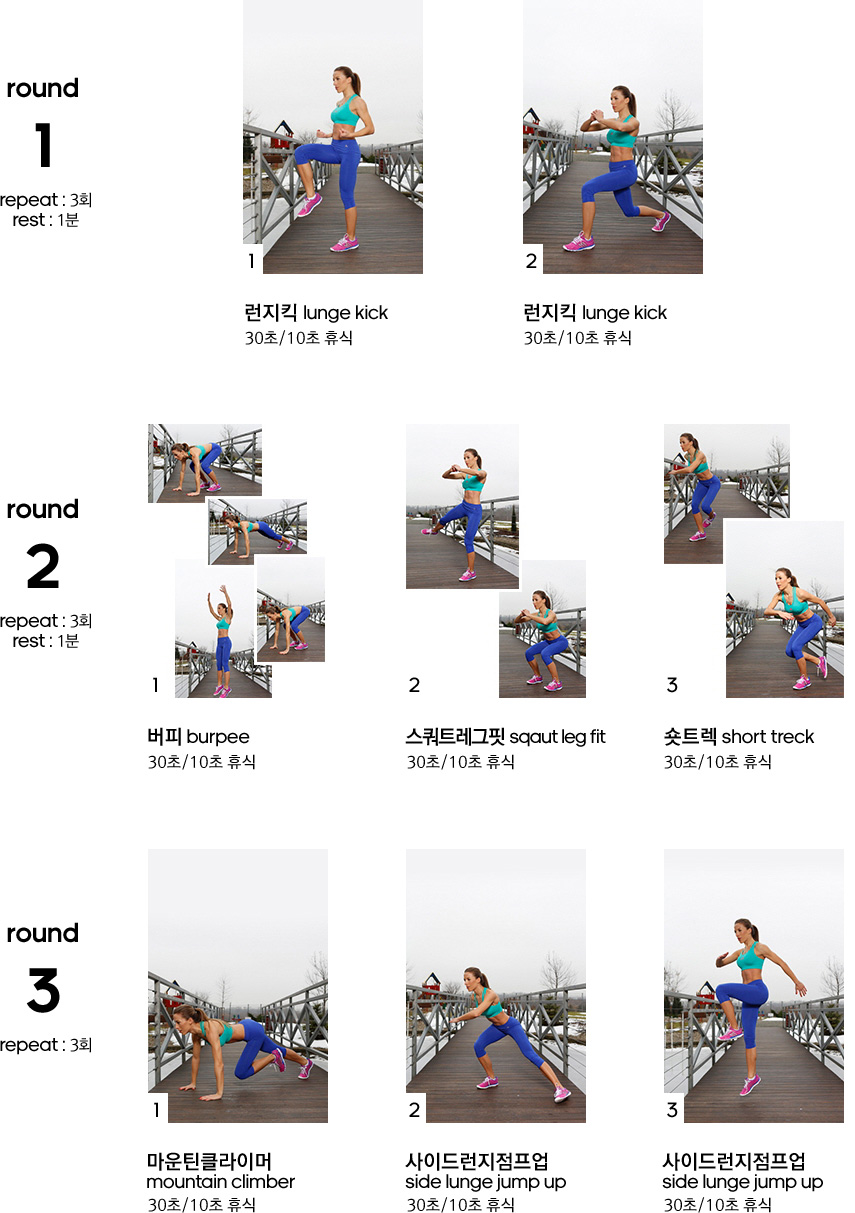 round
1
repeat : 3회
rest : 1분
1
2
런지킥 lunge kick
30초/10초 휴식
런지킥 lunge kick
30초/10초 휴식
round
2
repeat : 3회
rest : 1분
1
2
3
버피 burpee
30초/10초 휴식
스쿼트레그핏 sqaut leg fit
30초/10초 휴식
숏트렉 short treck
30초/10초 휴식
round
3
repeat : 3회
1
2
3
마운틴클라이머
mountain climber
30초/10초 휴식
사이드런지점프업
side lunge jump up
30초/10초 휴식
사이드런지점프업
side lunge jump up
30초/10초 휴식